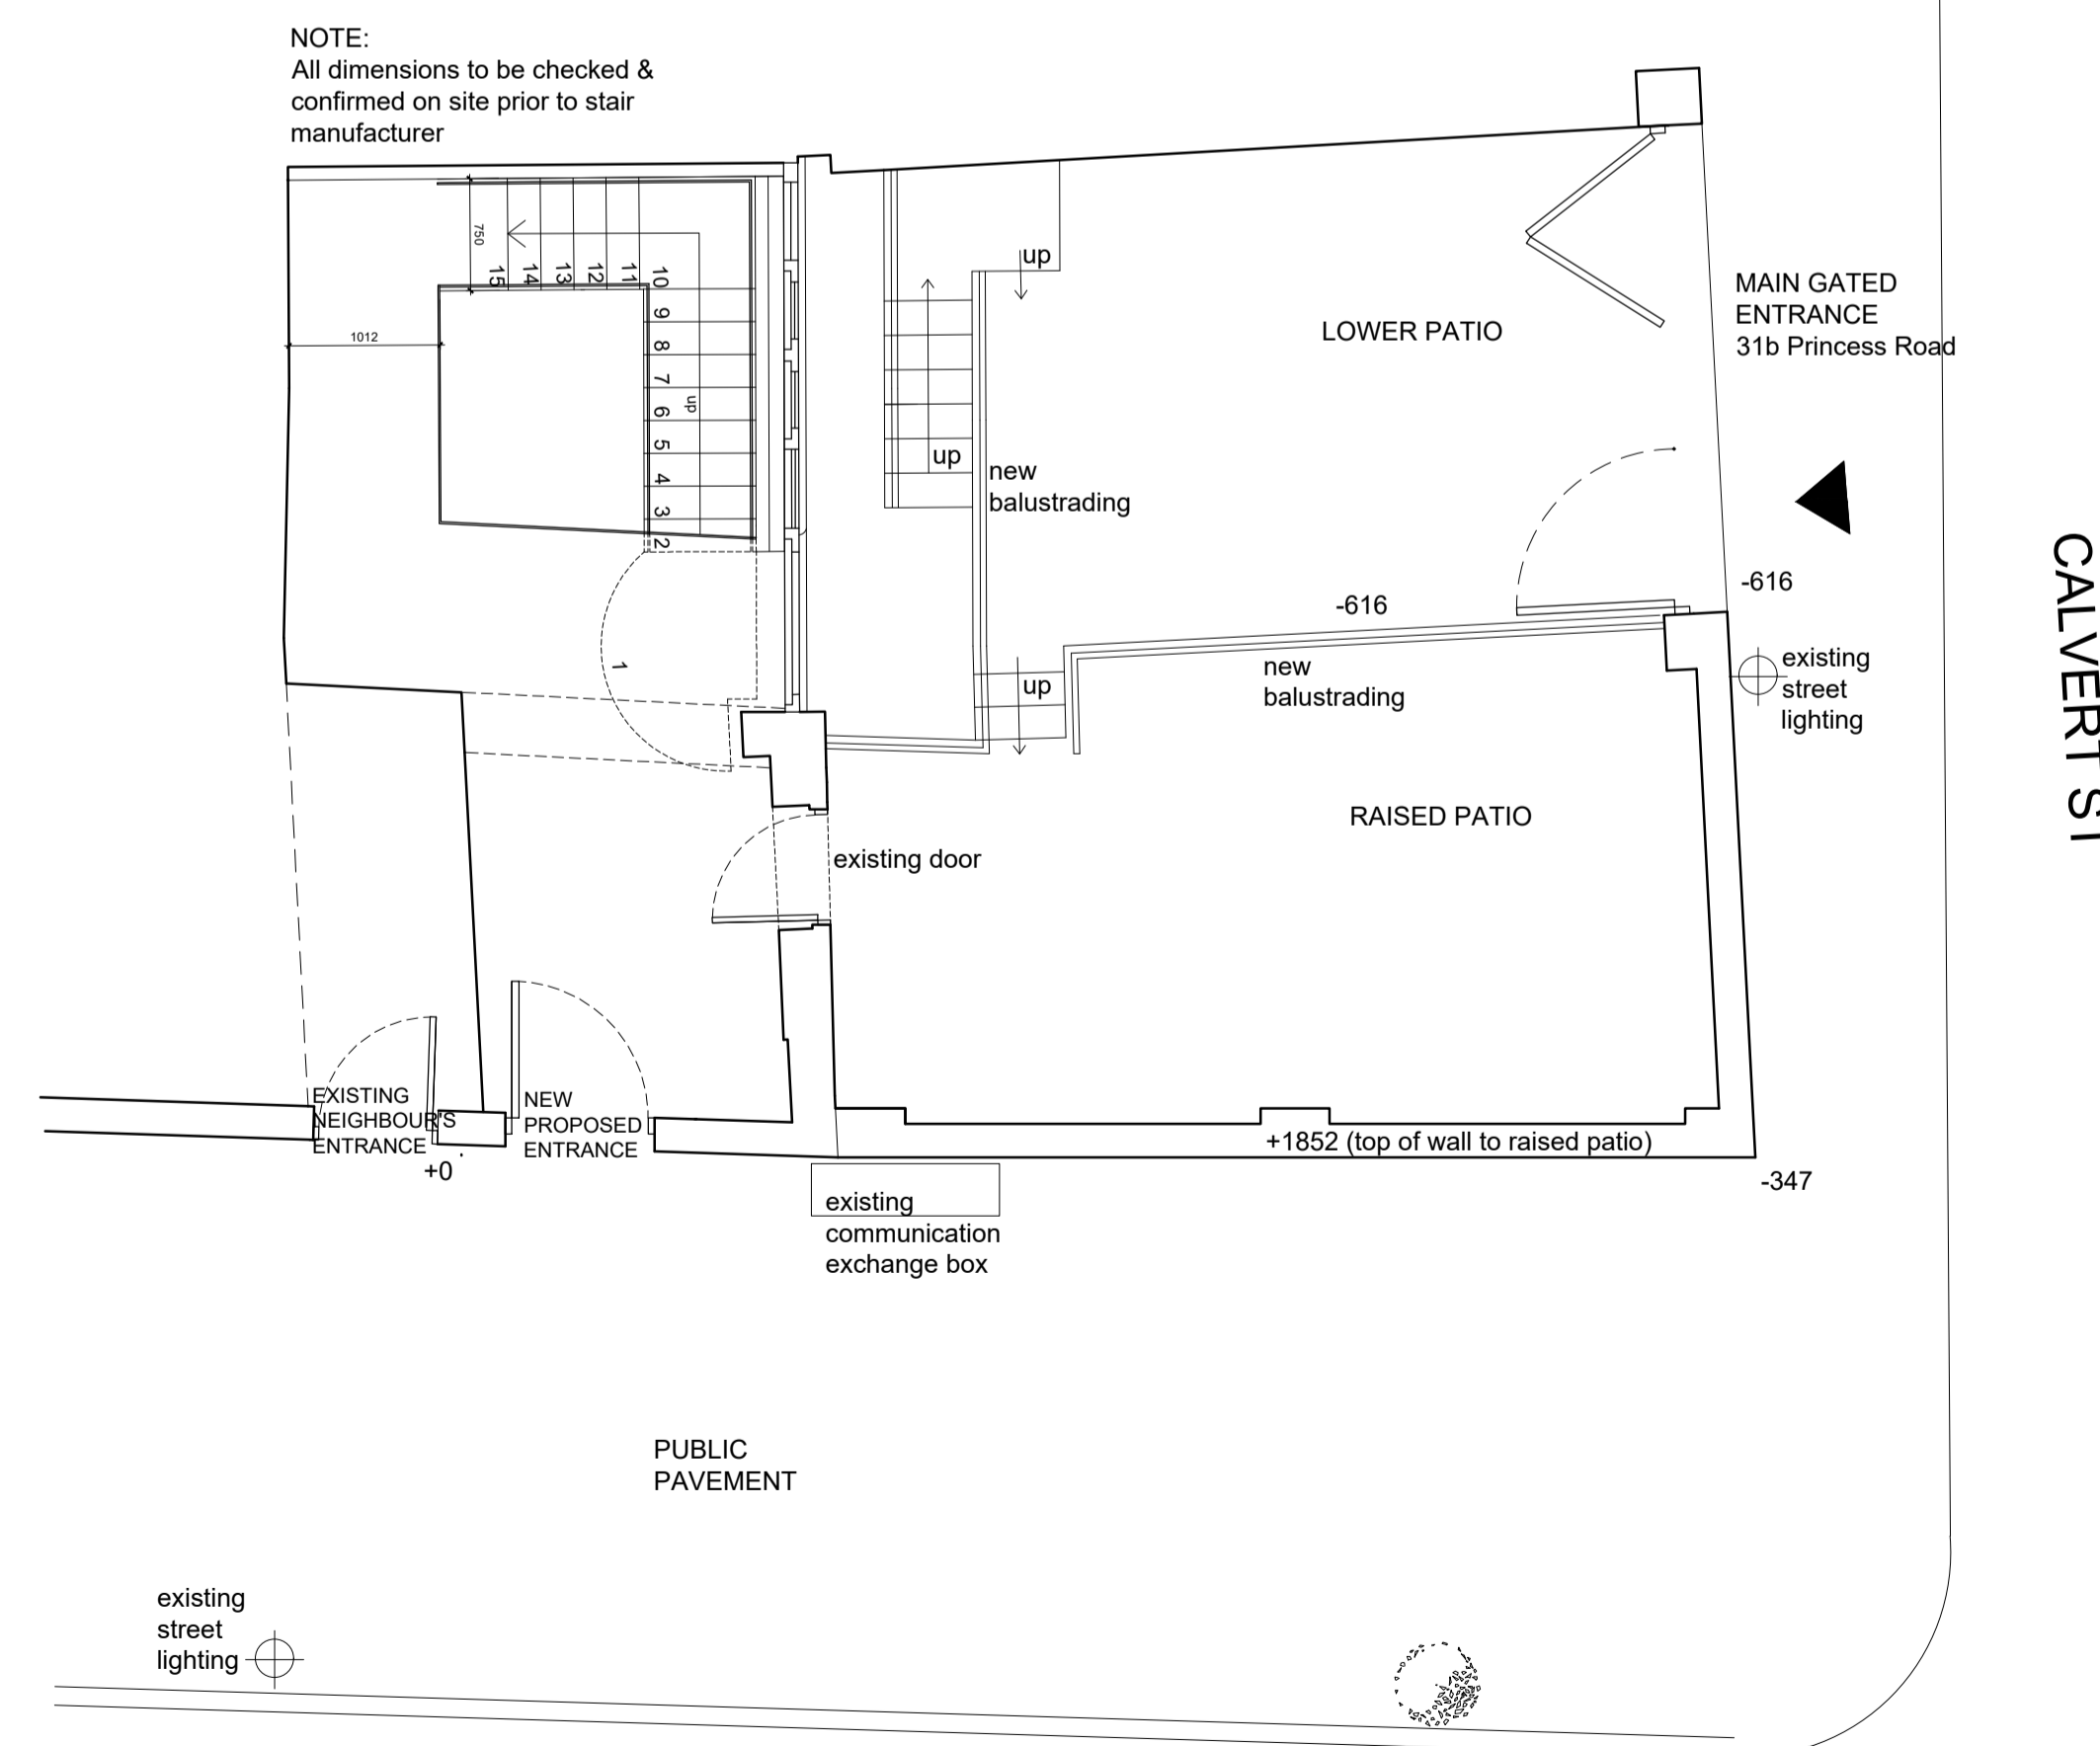 NOTE:
All dimensions to be checked &
confirmed on site prior to stair
manufacturer
750
15
14
13
12
11
10
9
8
7
6
5
4
3
2
1
1012
up
up
up
new
balustrading
LOWER PATIO
MAIN GATED
ENTRANCE
31b Princess Road
CALVERT ST
-616
-616
up
new
balustrading
existing
street
lighting
RAISED PATIO
existing door
EXISTING
NEIGHBOUR'S
ENTRANCE
NEW
PROPOSED
ENTRANCE
+0
+1852 (top of wall to raised patio)
-347
existing
communication
exchange box
PUBLIC
PAVEMENT
existing
street
lighting